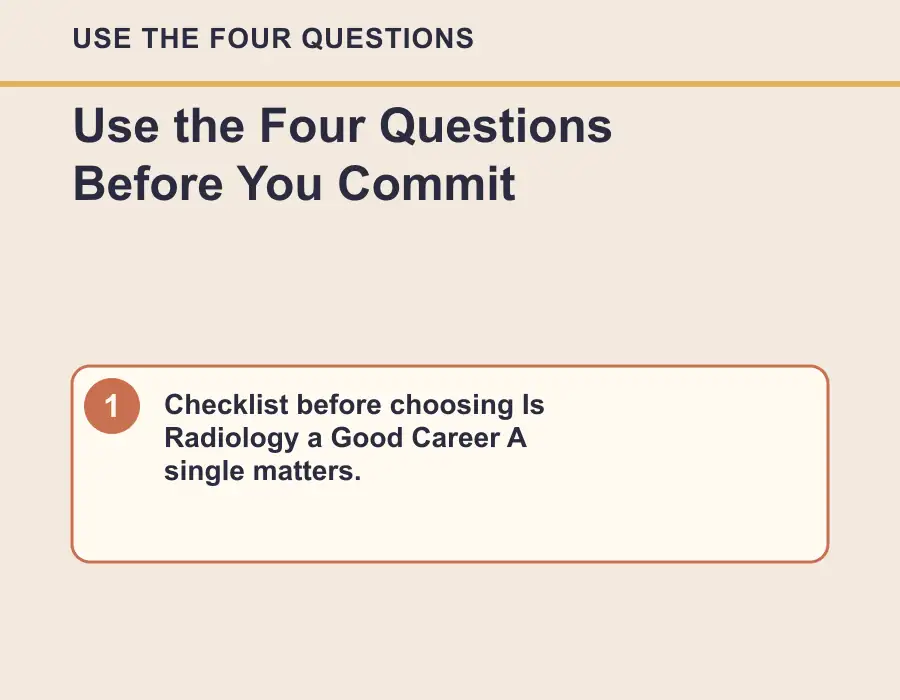 USE THE FOUR QUESTIONS
Use the Four Questions
Before You Commit
1
Checklist before choosing Is
Radiology a Good Career A
single matters.